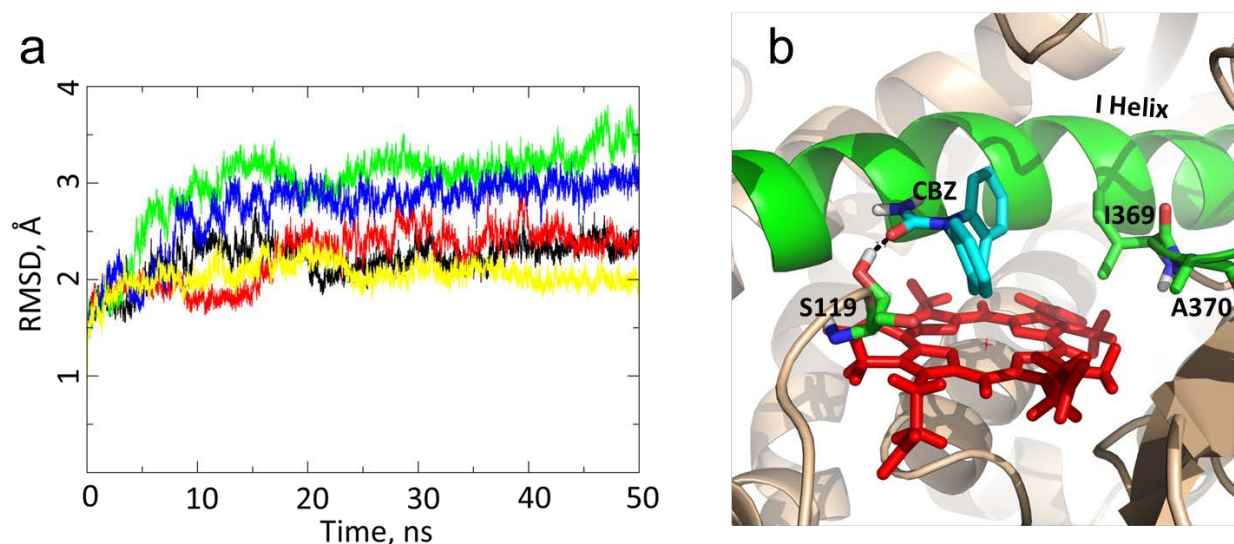 a
RMSD, Å
4
3
2
1
0 10 20 30 40 50
Time, ns
b
I Helix
CBZ
I369
S119
A370